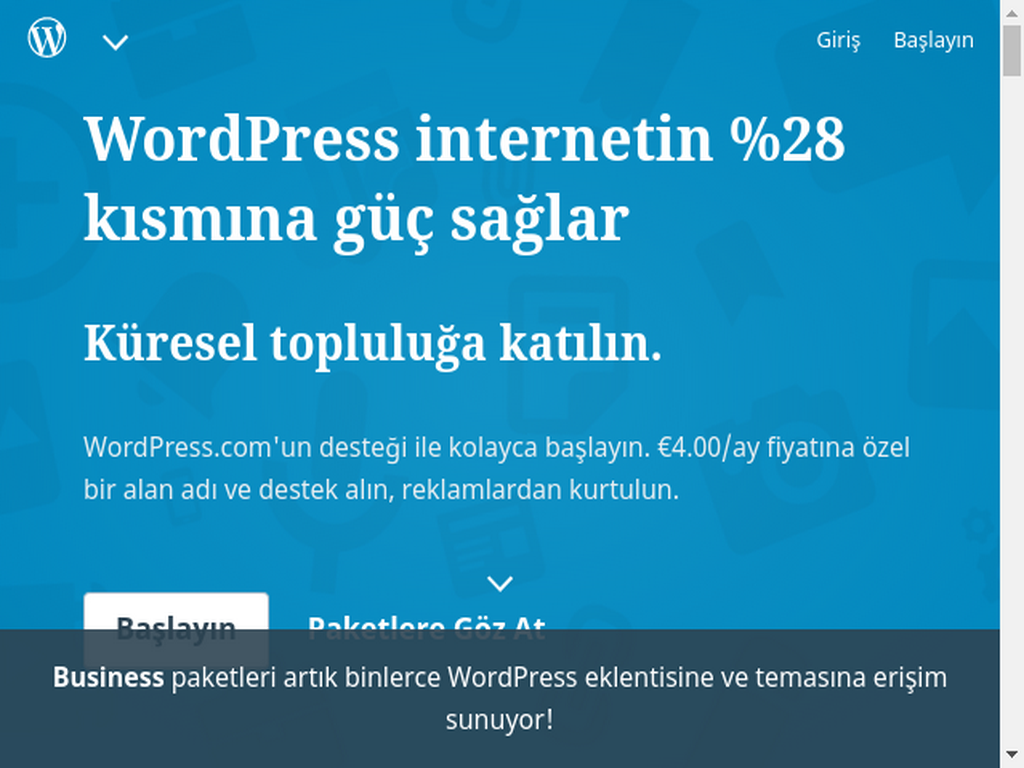 Giriş Başlayın
WordPress internetin %28
kısmına güç sağlar
Küresel topluluğa katılın.
WordPress.com'un desteği ile kolayca başlayın. €4.00/ay fiyatına özel
bir alan adı ve destek alın, reklamlardan kurtulun.
Başlayın Paketlere Göz At
Business paketleri artık binlerce WordPress eklentisine ve temasına erişim
sunuyor!